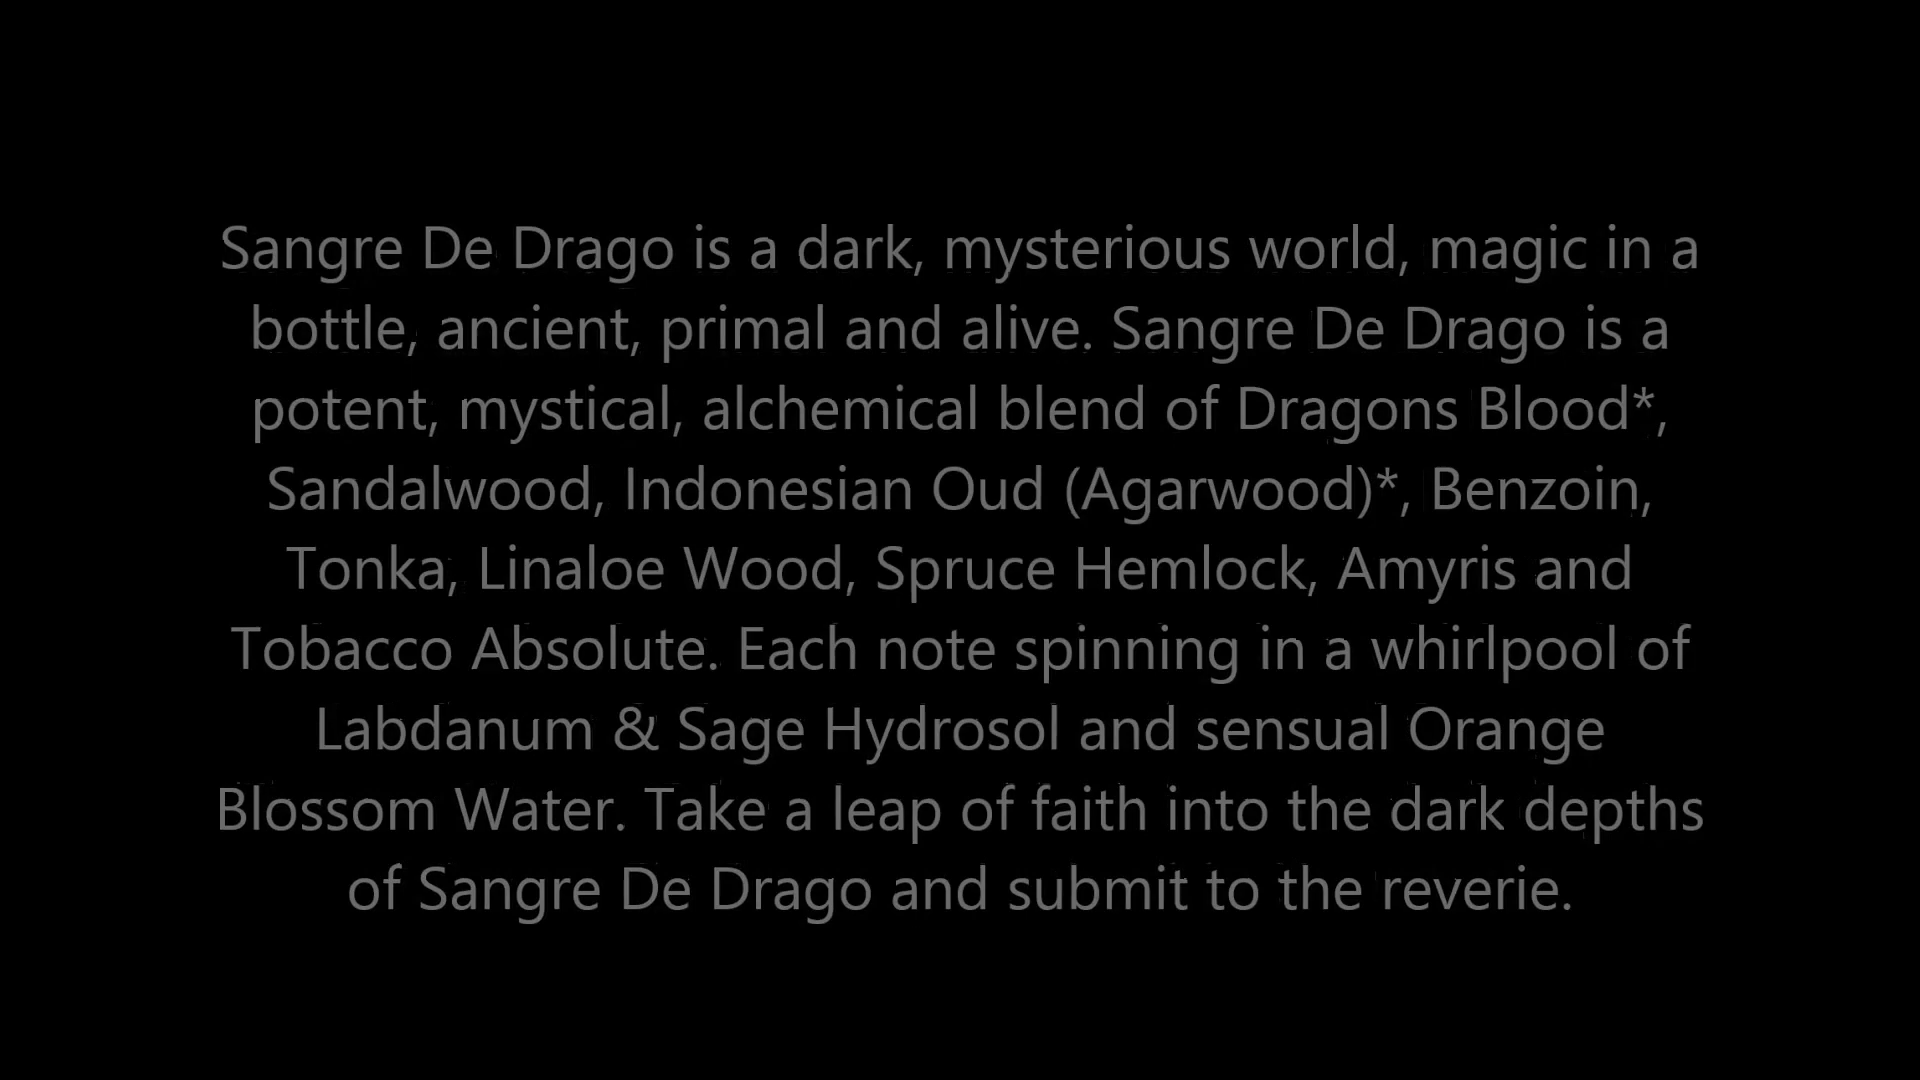 Sangre De Drago is a dark, mysterious world, magic in a
bottle, ancient, primal and alive. Sangre De Drago is a
potent, mystical, alchemical blend of Dragons Blood*,
Sandalwood, Indonesian Oud (Agarwood)*, Benzoin,
Tonka, Linaloe Wood, Spruce Hemlock, Amyris and
Tobacco Absolute. Each note spinning in a whirlpool of
Labdanum & Sage Hydrosol and sensual Orange
Blossom Water. Take a leap of faith into the dark depths
of Sangre De Drago and submit to the reverie.